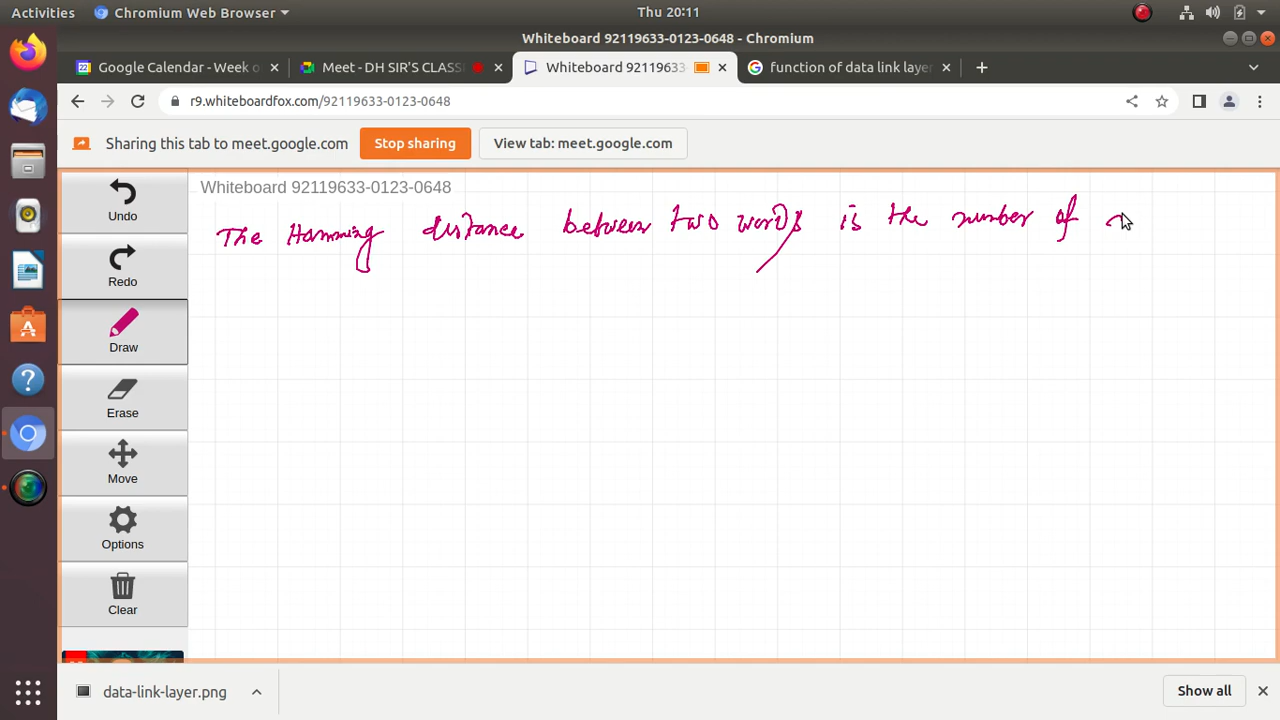 Activities Chromium Web Browser Thu 20:11
Whiteboard 92119633-0123-0648 - Chromium
Google Calendar - Week o Meet - DH SIR'S CLASS Whiteboard 92119633 function of data link laye
r9.whiteboardfox.com/92119633-0123-0648
Sharing this tab to meet.google.com Stop sharing View tab: meet.google.com
Whiteboard 92119633-0123-0648
The Hamming distance between two words is the number of
Undo
Redo
Draw
Erase
Move
Options
Clear
data-link-layer.png Show all